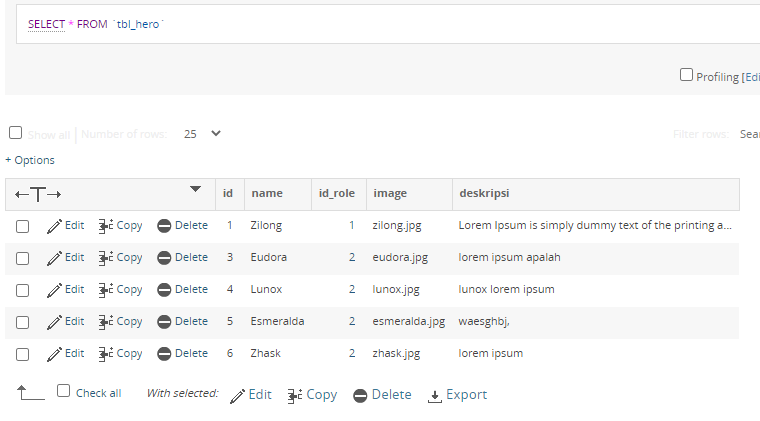 SELECT * FROM `tbl_hero`
Profiling [Edi
Show all | Number of rows: 25 Filter rows: Sear
+ Options
id name id_role image deskripsi
Edit Copy Delete 1 Zilong 1 zilong.jpg Lorem Ipsum is simply dummy text of the printing a...
Edit Copy Delete 3 Eudora 2 eudora.jpg lorem ipsum apalah
Edit Copy Delete 4 Lunox 2 lunox.jpg lunox lorem ipsum
Edit Copy Delete 5 Esmeralda 2 esmeralda.jpg waesghbj,
Edit Copy Delete 6 Zhask 2 zhask.jpg lorem ipsum
Check all With selected: Edit Copy Delete Export